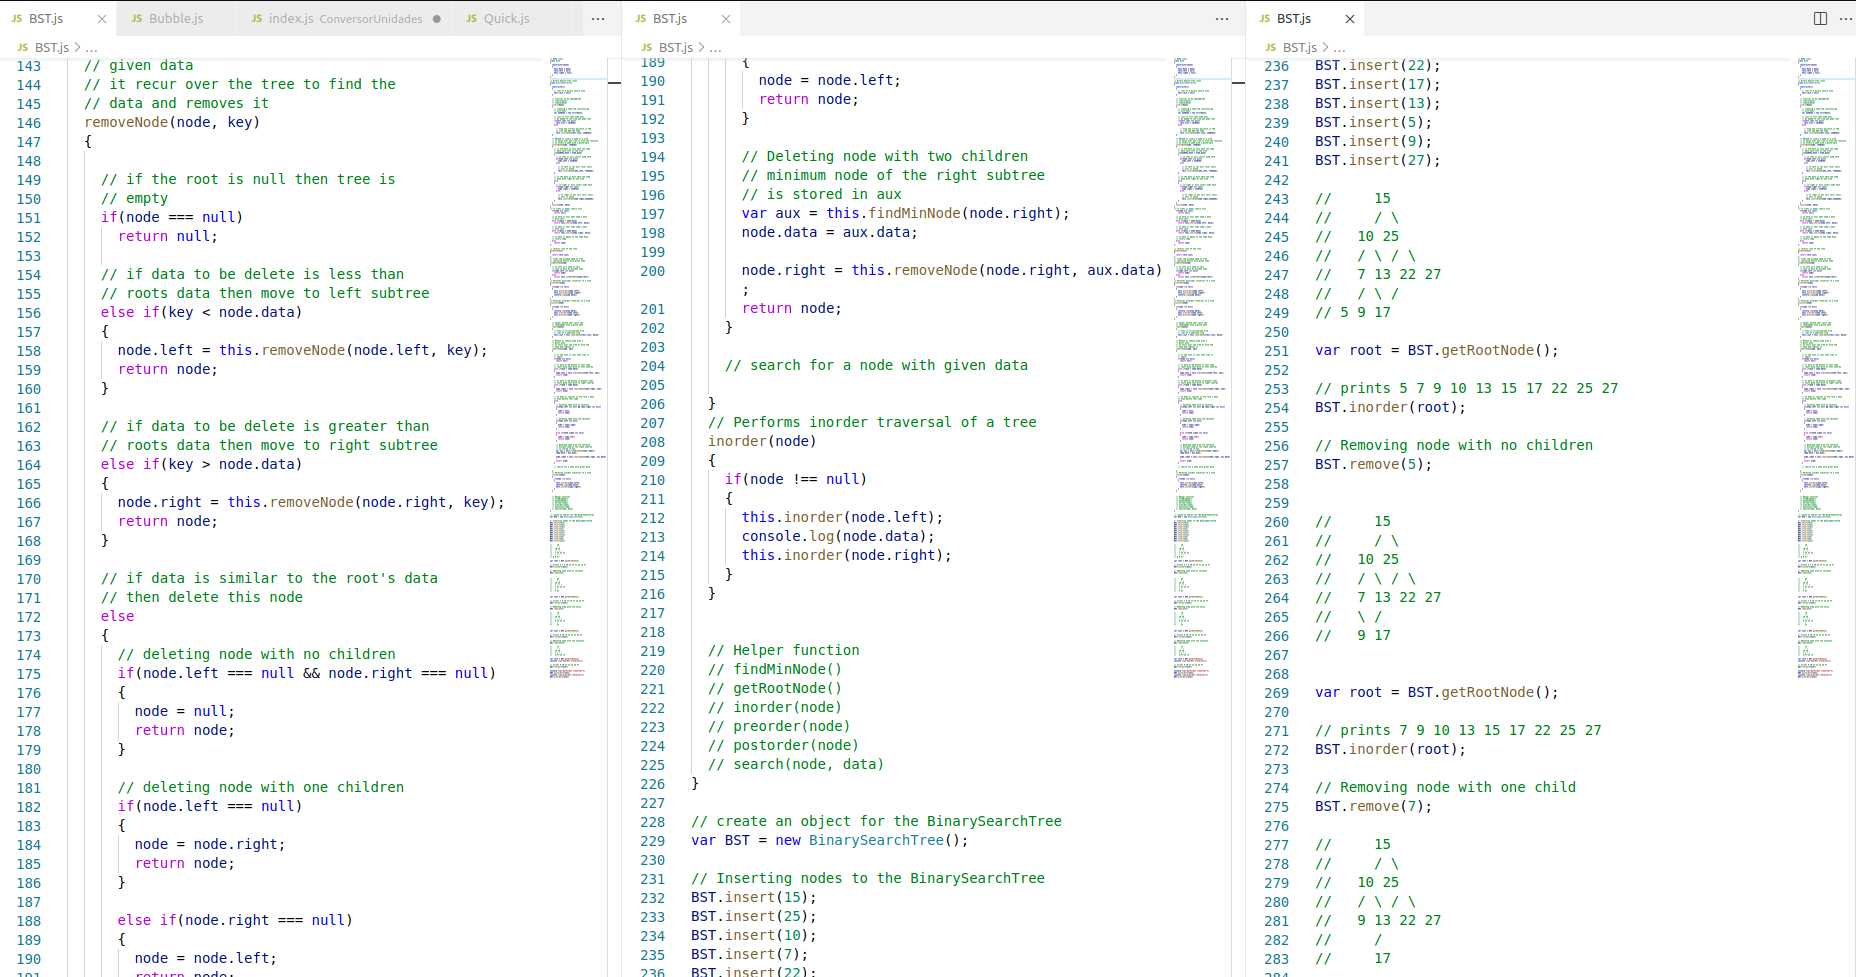 JS BST.js × JS Bubble.js JS index.js ConversorUnidades ● JS Quick.js ...
JS BST.js > ...
143 // given data
144 // it recur over the tree to find the
145 // data and removes it
146 removeNode(node, key)
147 {
148
149 // if the root is null then tree is
150 // empty
151 if(node === null)
152 return null;
153
154 // if data to be delete is less than
155 // roots data then move to left subtree
156 else if(key < node.data)
157 {
158 node.left = this.removeNode(node.left, key);
159 return node;
160 }
161
162 // if data to be delete is greater than
163 // roots data then move to right subtree
164 else if(key > node.data)
165 {
166 node.right = this.removeNode(node.right, key);
167 return node;
168 }
169
170 // if data is similar to the root's data
171 // then delete this node
172 else
173 {
174 // deleting node with no children
175 if(node.left === null && node.right === null)
176 {
177 node = null;
178 return node;
179 }
180
181 // deleting node with one children
182 if(node.left === null)
183 {
184 node = node.right;
185 return node;
186 }
187
188 else if(node.right === null)
189 {
190 node = node.left;
191 return node;
JS BST.js × ...
JS BST.js > ...
189 {
190 node = node.left;
191 return node;
192 }
193
194 // Deleting node with two children
195 // minimum node of the right subtree
196 // is stored in aux
197 var aux = this.findMinNode(node.right);
198 node.data = aux.data;
199
200 node.right = this.removeNode(node.right, aux.data)
;
201 return node;
202 }
203
204 // search for a node with given data
205
206 }
207 // Performs inorder traversal of a tree
208 inorder(node)
209 {
210 if(node !== null)
211 {
212 this.inorder(node.left);
213 console.log(node.data);
214 this.inorder(node.right);
215 }
216 }
217
218
219 // Helper function
220 // findMinNode()
221 // getRootNode()
222 // inorder(node)
223 // preorder(node)
224 // postorder(node)
225 // search(node, data)
226 }
227
228 // create an object for the BinarySearchTree
229 var BST = new BinarySearchTree();
230
231 // Inserting nodes to the BinarySearchTree
232 BST.insert(15);
233 BST.insert(25);
234 BST.insert(10);
235 BST.insert(7);
236 BST.insert(22);
JS BST.js × ...
JS BST.js > ...
236 BST.insert(22);
237 BST.insert(17);
238 BST.insert(13);
239 BST.insert(5);
240 BST.insert(9);
241 BST.insert(27);
242
243 // 15
244 // / \
245 // 10 25
246 // / \ / \
247 // 7 13 22 27
248 // / \ /
249 // 5 9 17
250
251 var root = BST.getRootNode();
252
253 // prints 5 7 9 10 13 15 17 22 25 27
254 BST.inorder(root);
255
256 // Removing node with no children
257 BST.remove(5);
258
259
260 // 15
261 // / \
262 // 10 25
263 // / \ / \
264 // 7 13 22 27
265 // \ /
266 // 9 17
267
268
269 var root = BST.getRootNode();
270
271 // prints 7 9 10 13 15 17 22 25 27
272 BST.inorder(root);
273
274 // Removing node with one child
275 BST.remove(7);
276
277 // 15
278 // / \
279 // 10 25
280 // / \ / \
281 // 9 13 22 27
282 // /
283 // 17
284